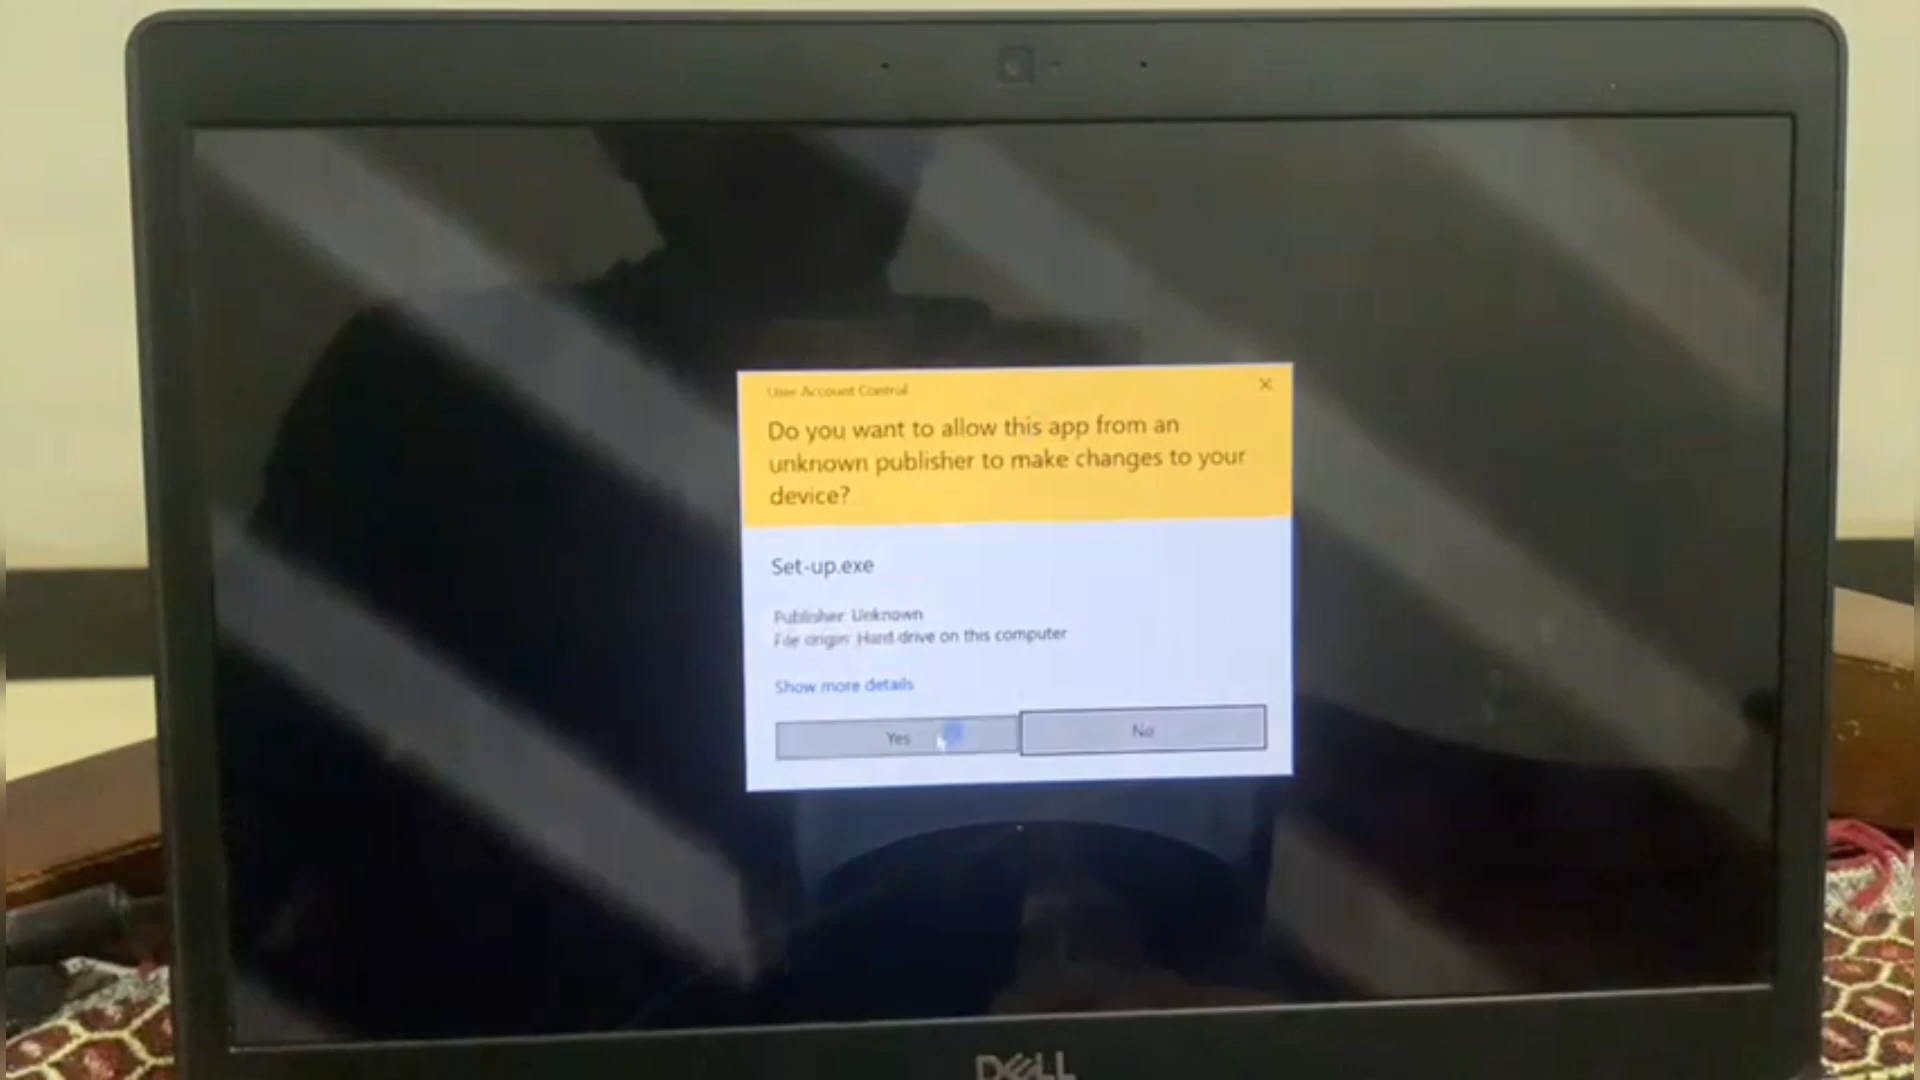 User Account Control
Do you want to allow this app from an
unknown publisher to make changes to your
device?
Set-up.exe
Publisher: Unknown
File origin: Hard drive on this computer
Show more details
Yes
No
DELL